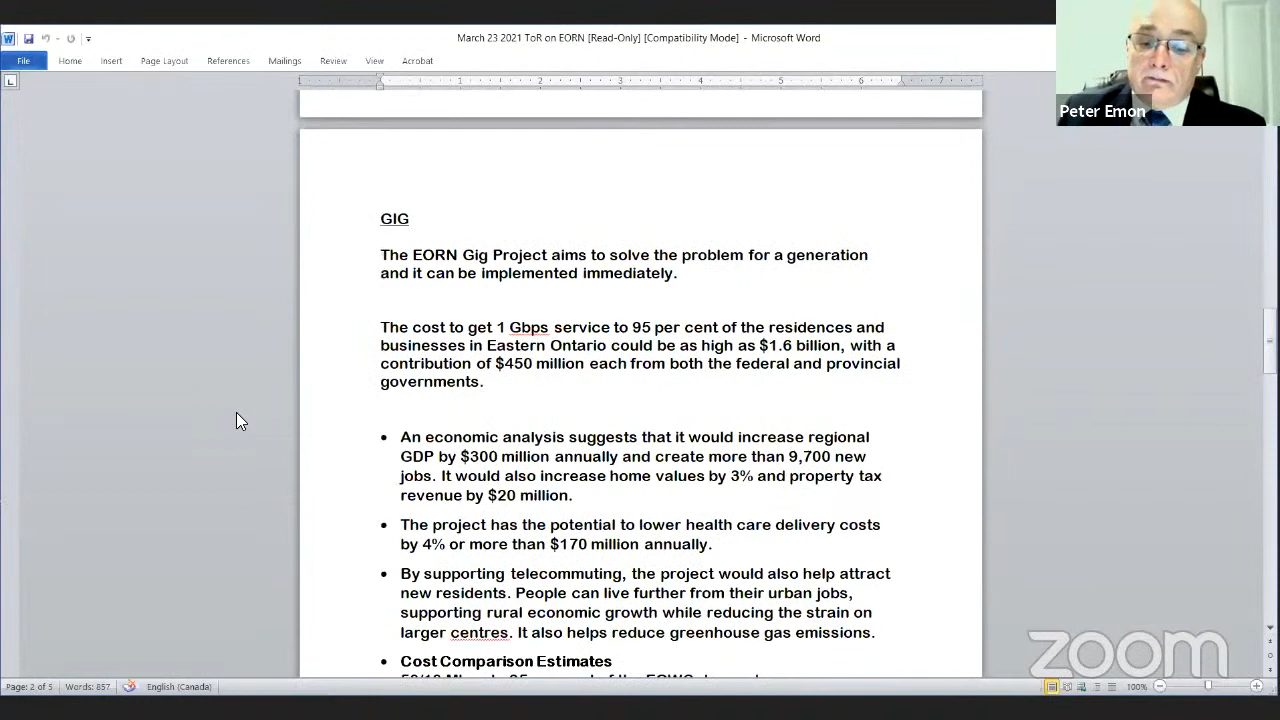 March 23 2021 ToR on EORN [Read-Only] [Compatibility Mode] - Microsoft Word
File Home Insert Page Layout References Mailings Review View Acrobat
Peter Emon
1 1 2 3 4 5 6 7
GIG
The EORN Gig Project aims to solve the problem for a generation
and it can be implemented immediately.
The cost to get 1 Gbps service to 95 per cent of the residences and
businesses in Eastern Ontario could be as high as $1.6 billion, with a
contribution of $450 million each from both the federal and provincial
governments.
• An economic analysis suggests that it would increase regional
GDP by $300 million annually and create more than 9,700 new
jobs. It would also increase home values by 3% and property tax
revenue by $20 million.
• The project has the potential to lower health care delivery costs
by 4% or more than $170 million annually.
• By supporting telecommuting, the project would also help attract
new residents. People can live further from their urban jobs,
supporting rural economic growth while reducing the strain on
larger centres. It also helps reduce greenhouse gas emissions.
• Cost Comparison Estimates
zoom
Page: 2 of 5 Words: 857 English (Canada) 100%